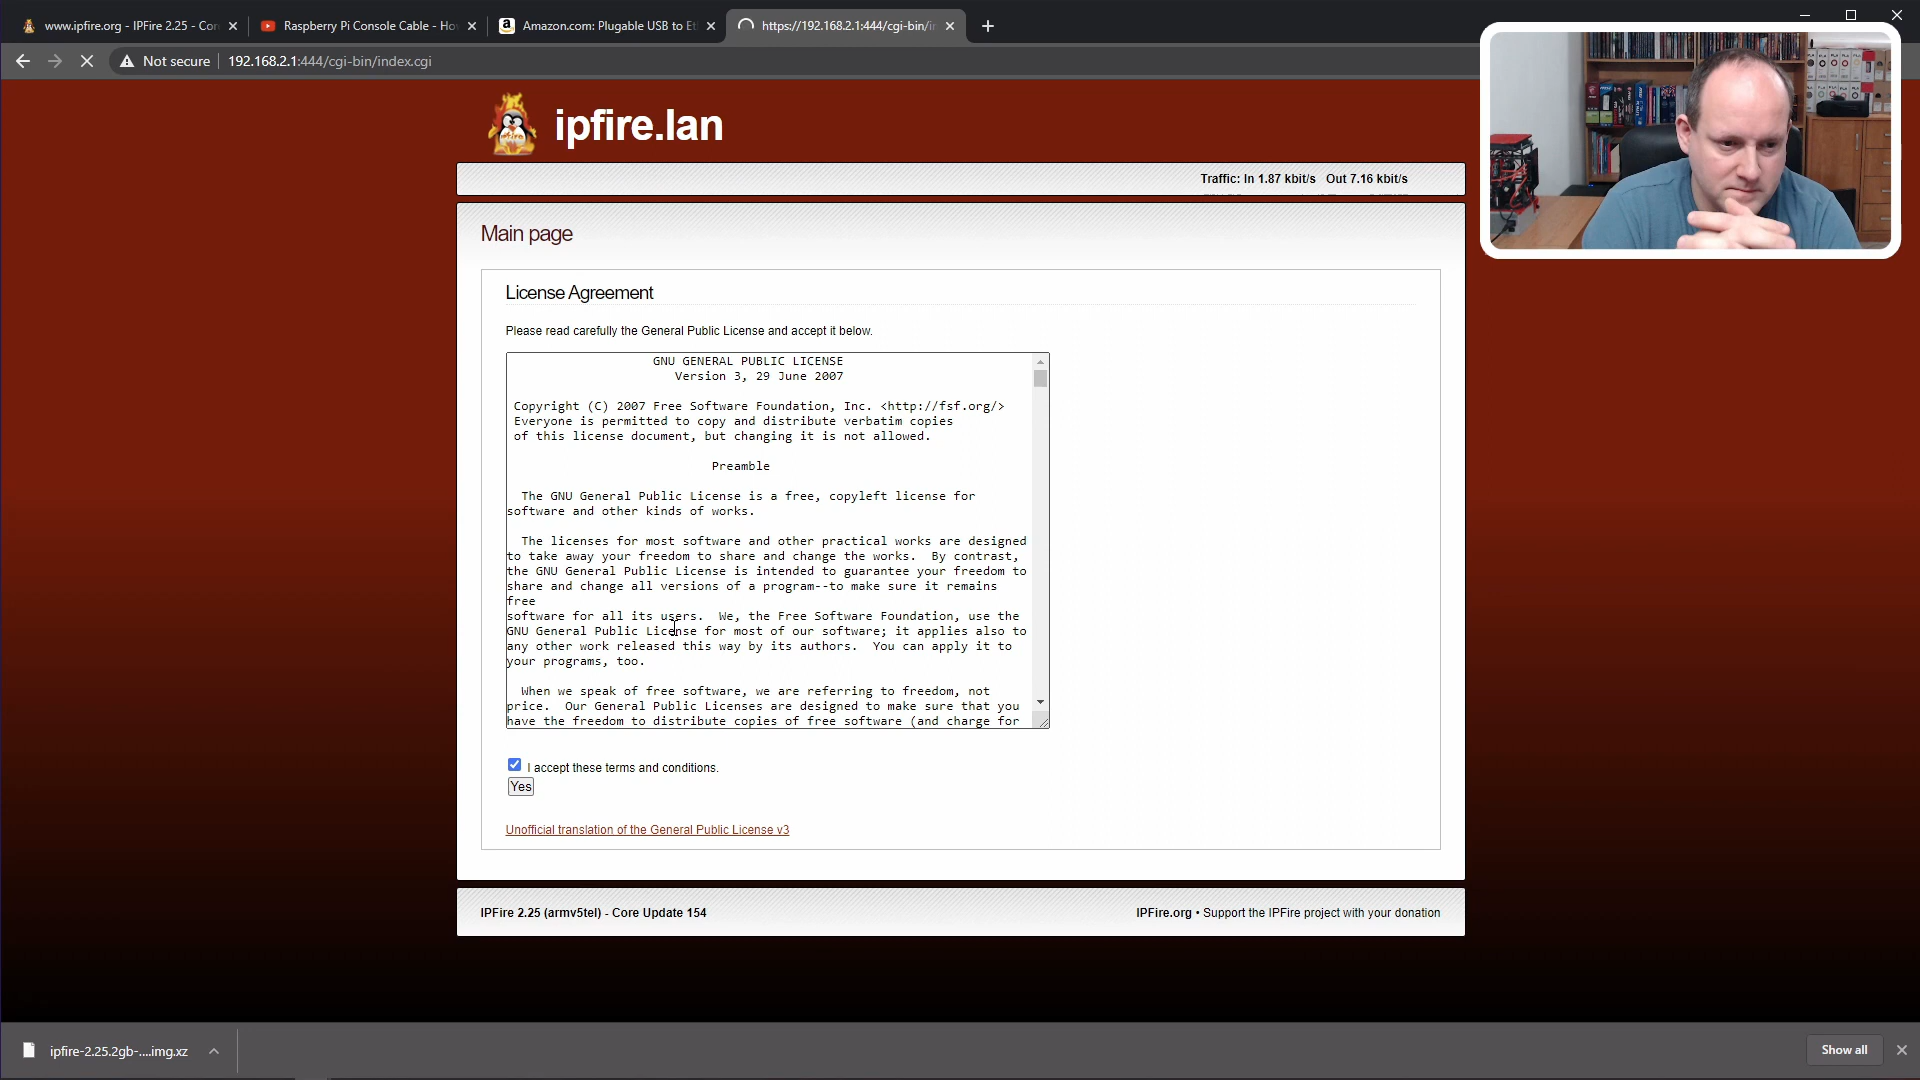 www.ipfire.org - IPFire 2.25 - Cor
Raspberry Pi Console Cable - Ho
Amazon.com: Plugable USB to Et
https://192.168.2.1:444/cgi-bin/i
Not secure
192.168.2.1:444/cgi-bin/index.cgi
ipfire.lan
Traffic: In 1.87 kbit/s Out 7.16 kbit/s
Main page
License Agreement
Please read carefully the General Public License and accept it below.
GNU GENERAL PUBLIC LICENSE
Version 3, 29 June 2007
Copyright (C) 2007 Free Software Foundation, Inc. <http://fsf.org/>
Everyone is permitted to copy and distribute verbatim copies
of this license document, but changing it is not allowed.
Preamble
The GNU General Public License is a free, copyleft license for
software and other kinds of works.
The licenses for most software and other practical works are designed
to take away your freedom to share and change the works.  By contrast,
the GNU General Public License is intended to guarantee your freedom to
share and change all versions of a program--to make sure it remains
free
software for all its users.  We, the Free Software Foundation, use the
GNU General Public License for most of our software; it applies also to
any other work released this way by its authors.  You can apply it to
your programs, too.
When we speak of free software, we are referring to freedom, not
price.  Our General Public Licenses are designed to make sure that you
have the freedom to distribute copies of free software (and charge for
I accept these terms and conditions.
Yes
Unofficial translation of the General Public License v3
IPFire 2.25 (armv5tel) - Core Update 154
IPFire.org • Support the IPFire project with your donation
ipfire-2.25.2gb-....img.xz
Show all